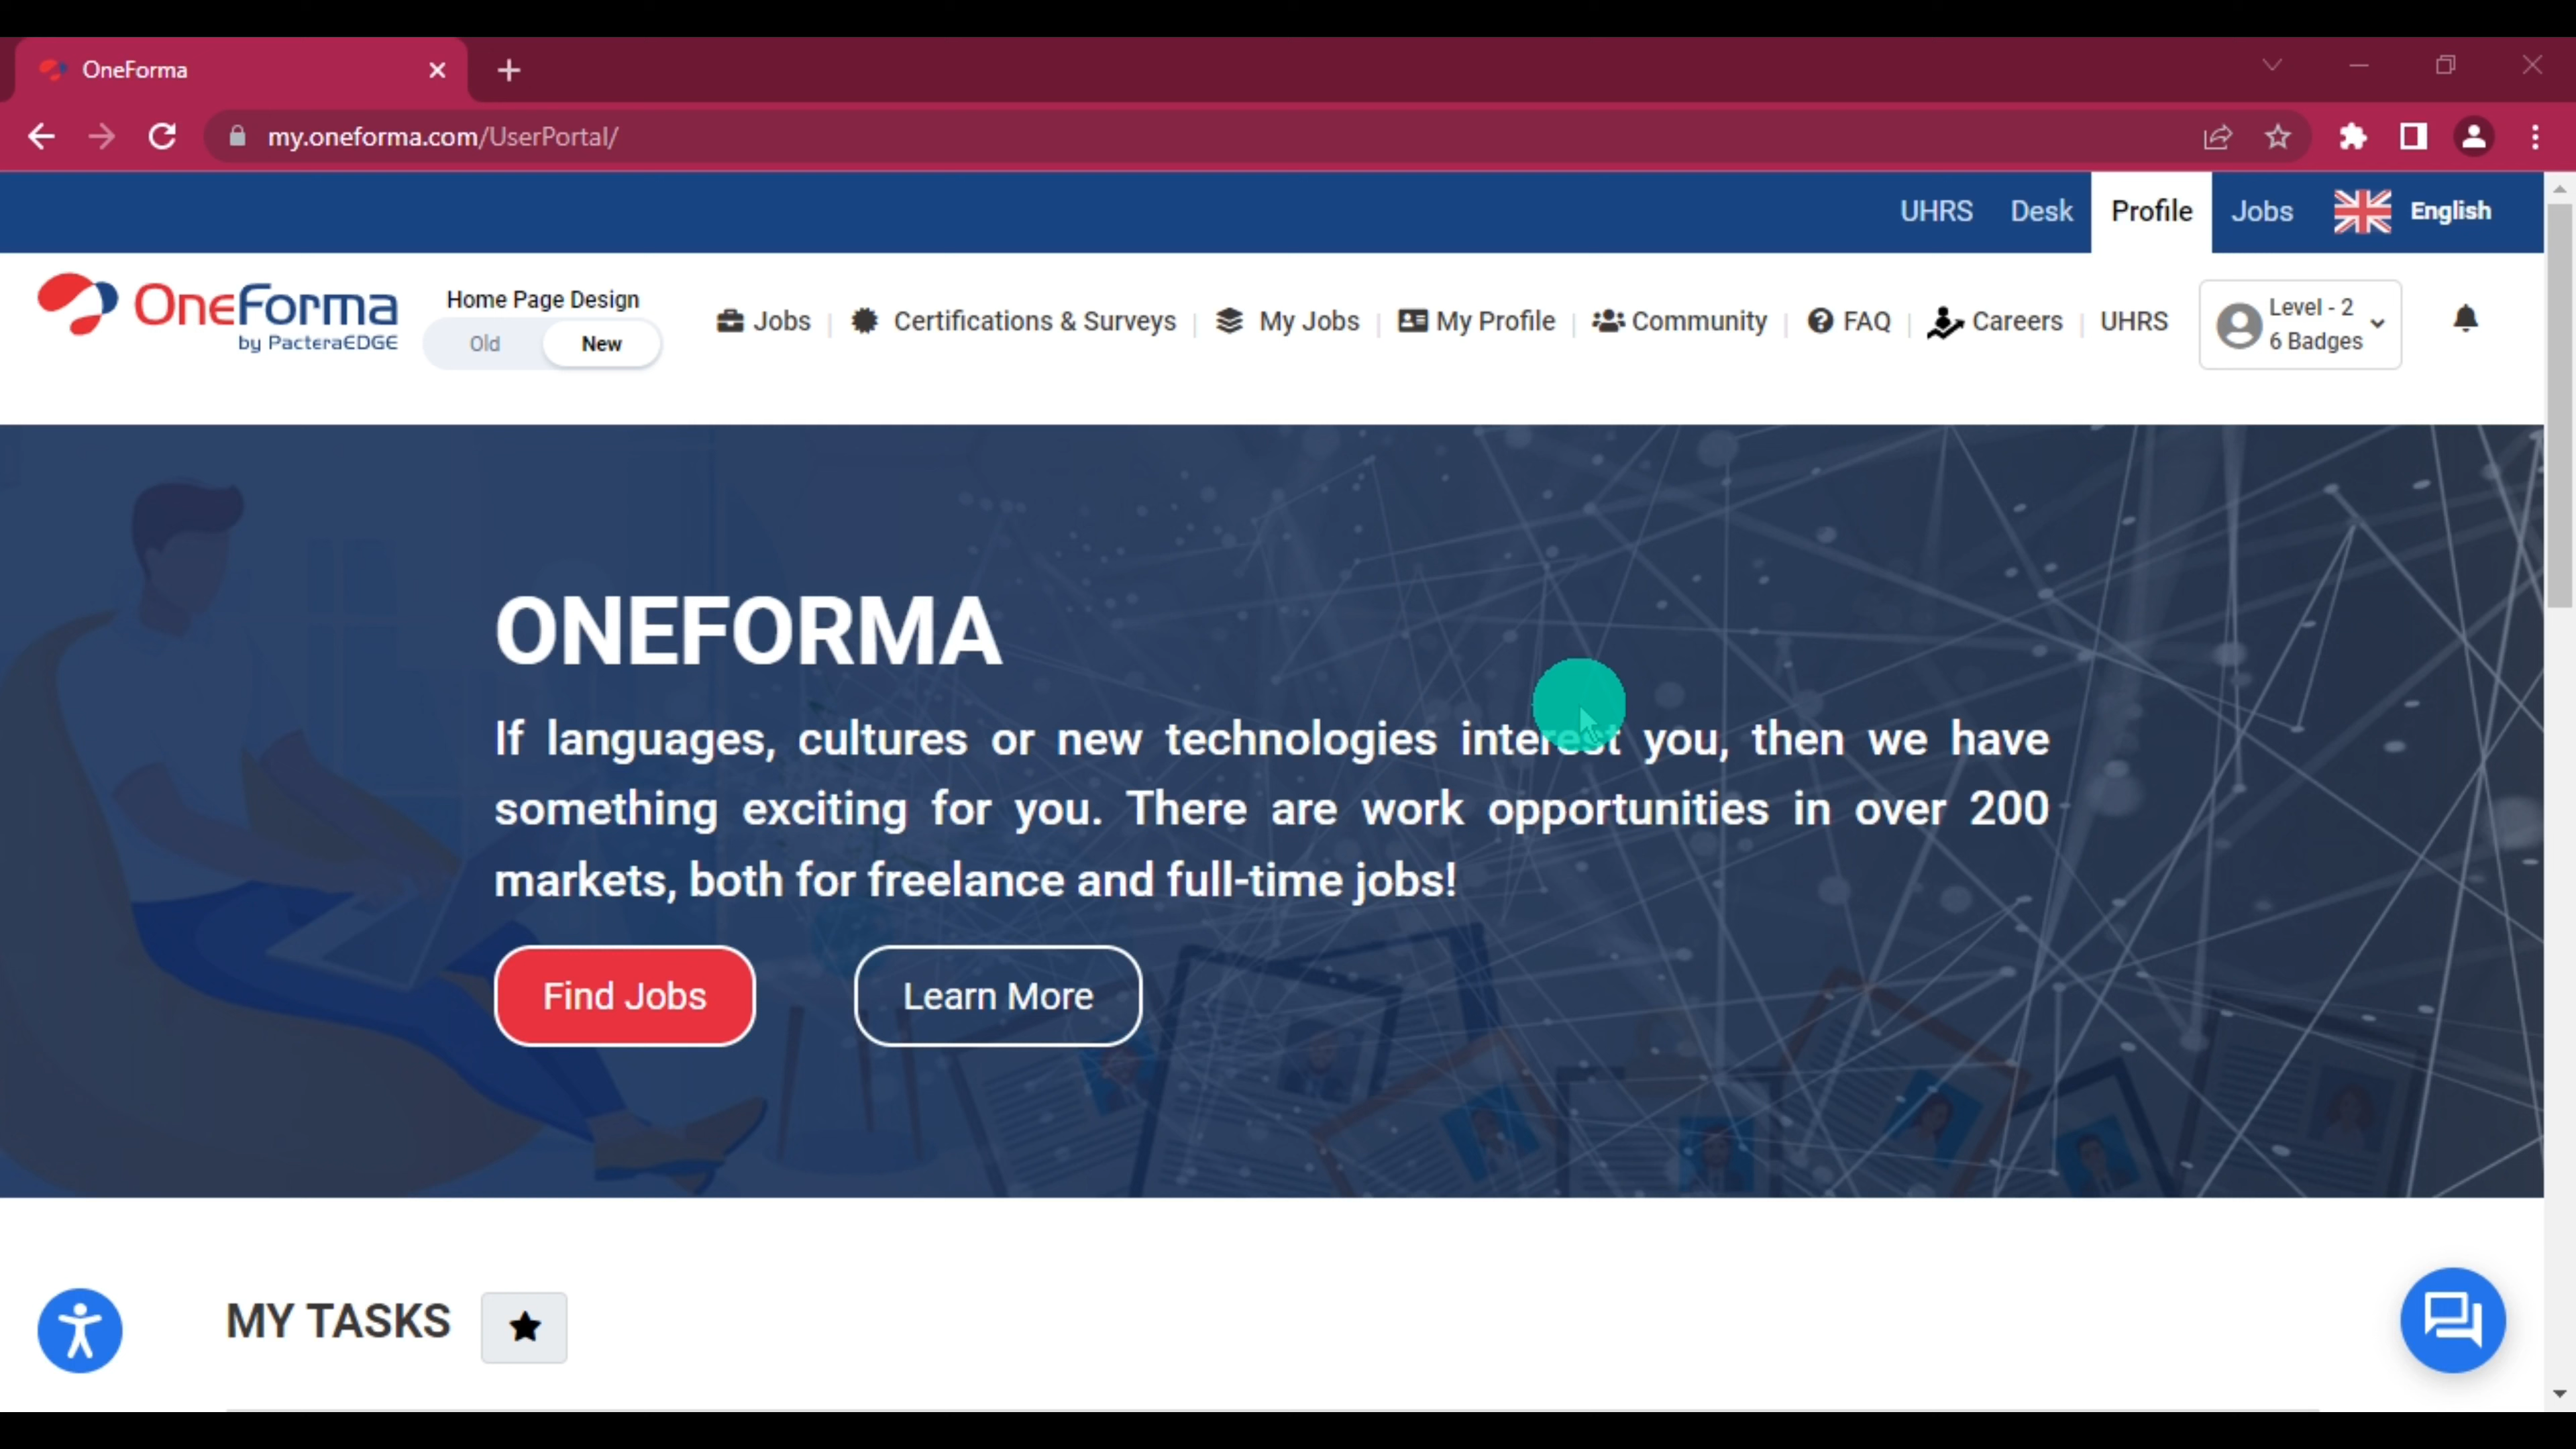 OneForma
my.oneforma.com/UserPortal/
UHRS Desk Profile Jobs English
OneForma
by PacteraEDGE
Home Page Design
Old New
Jobs Certifications & Surveys My Jobs My Profile Community FAQ Careers UHRS
Level - 2
6 Badges
ONEFORMA
If languages, cultures or new technologies interest you, then we have
something exciting for you. There are work opportunities in over 200
markets, both for freelance and full-time jobs!
Find Jobs Learn More
MY TASKS